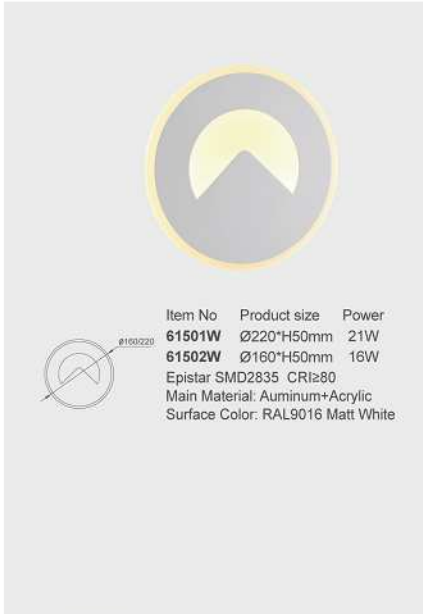 Item No Product size Power
61501W Ø220*H50mm 21W
61502W Ø160*H50mm 16W
ø160/220
Epistar SMD2835 CRI≥80
Main Material: Auminum+Acrylic
Surface Color: RAL9016 Matt White